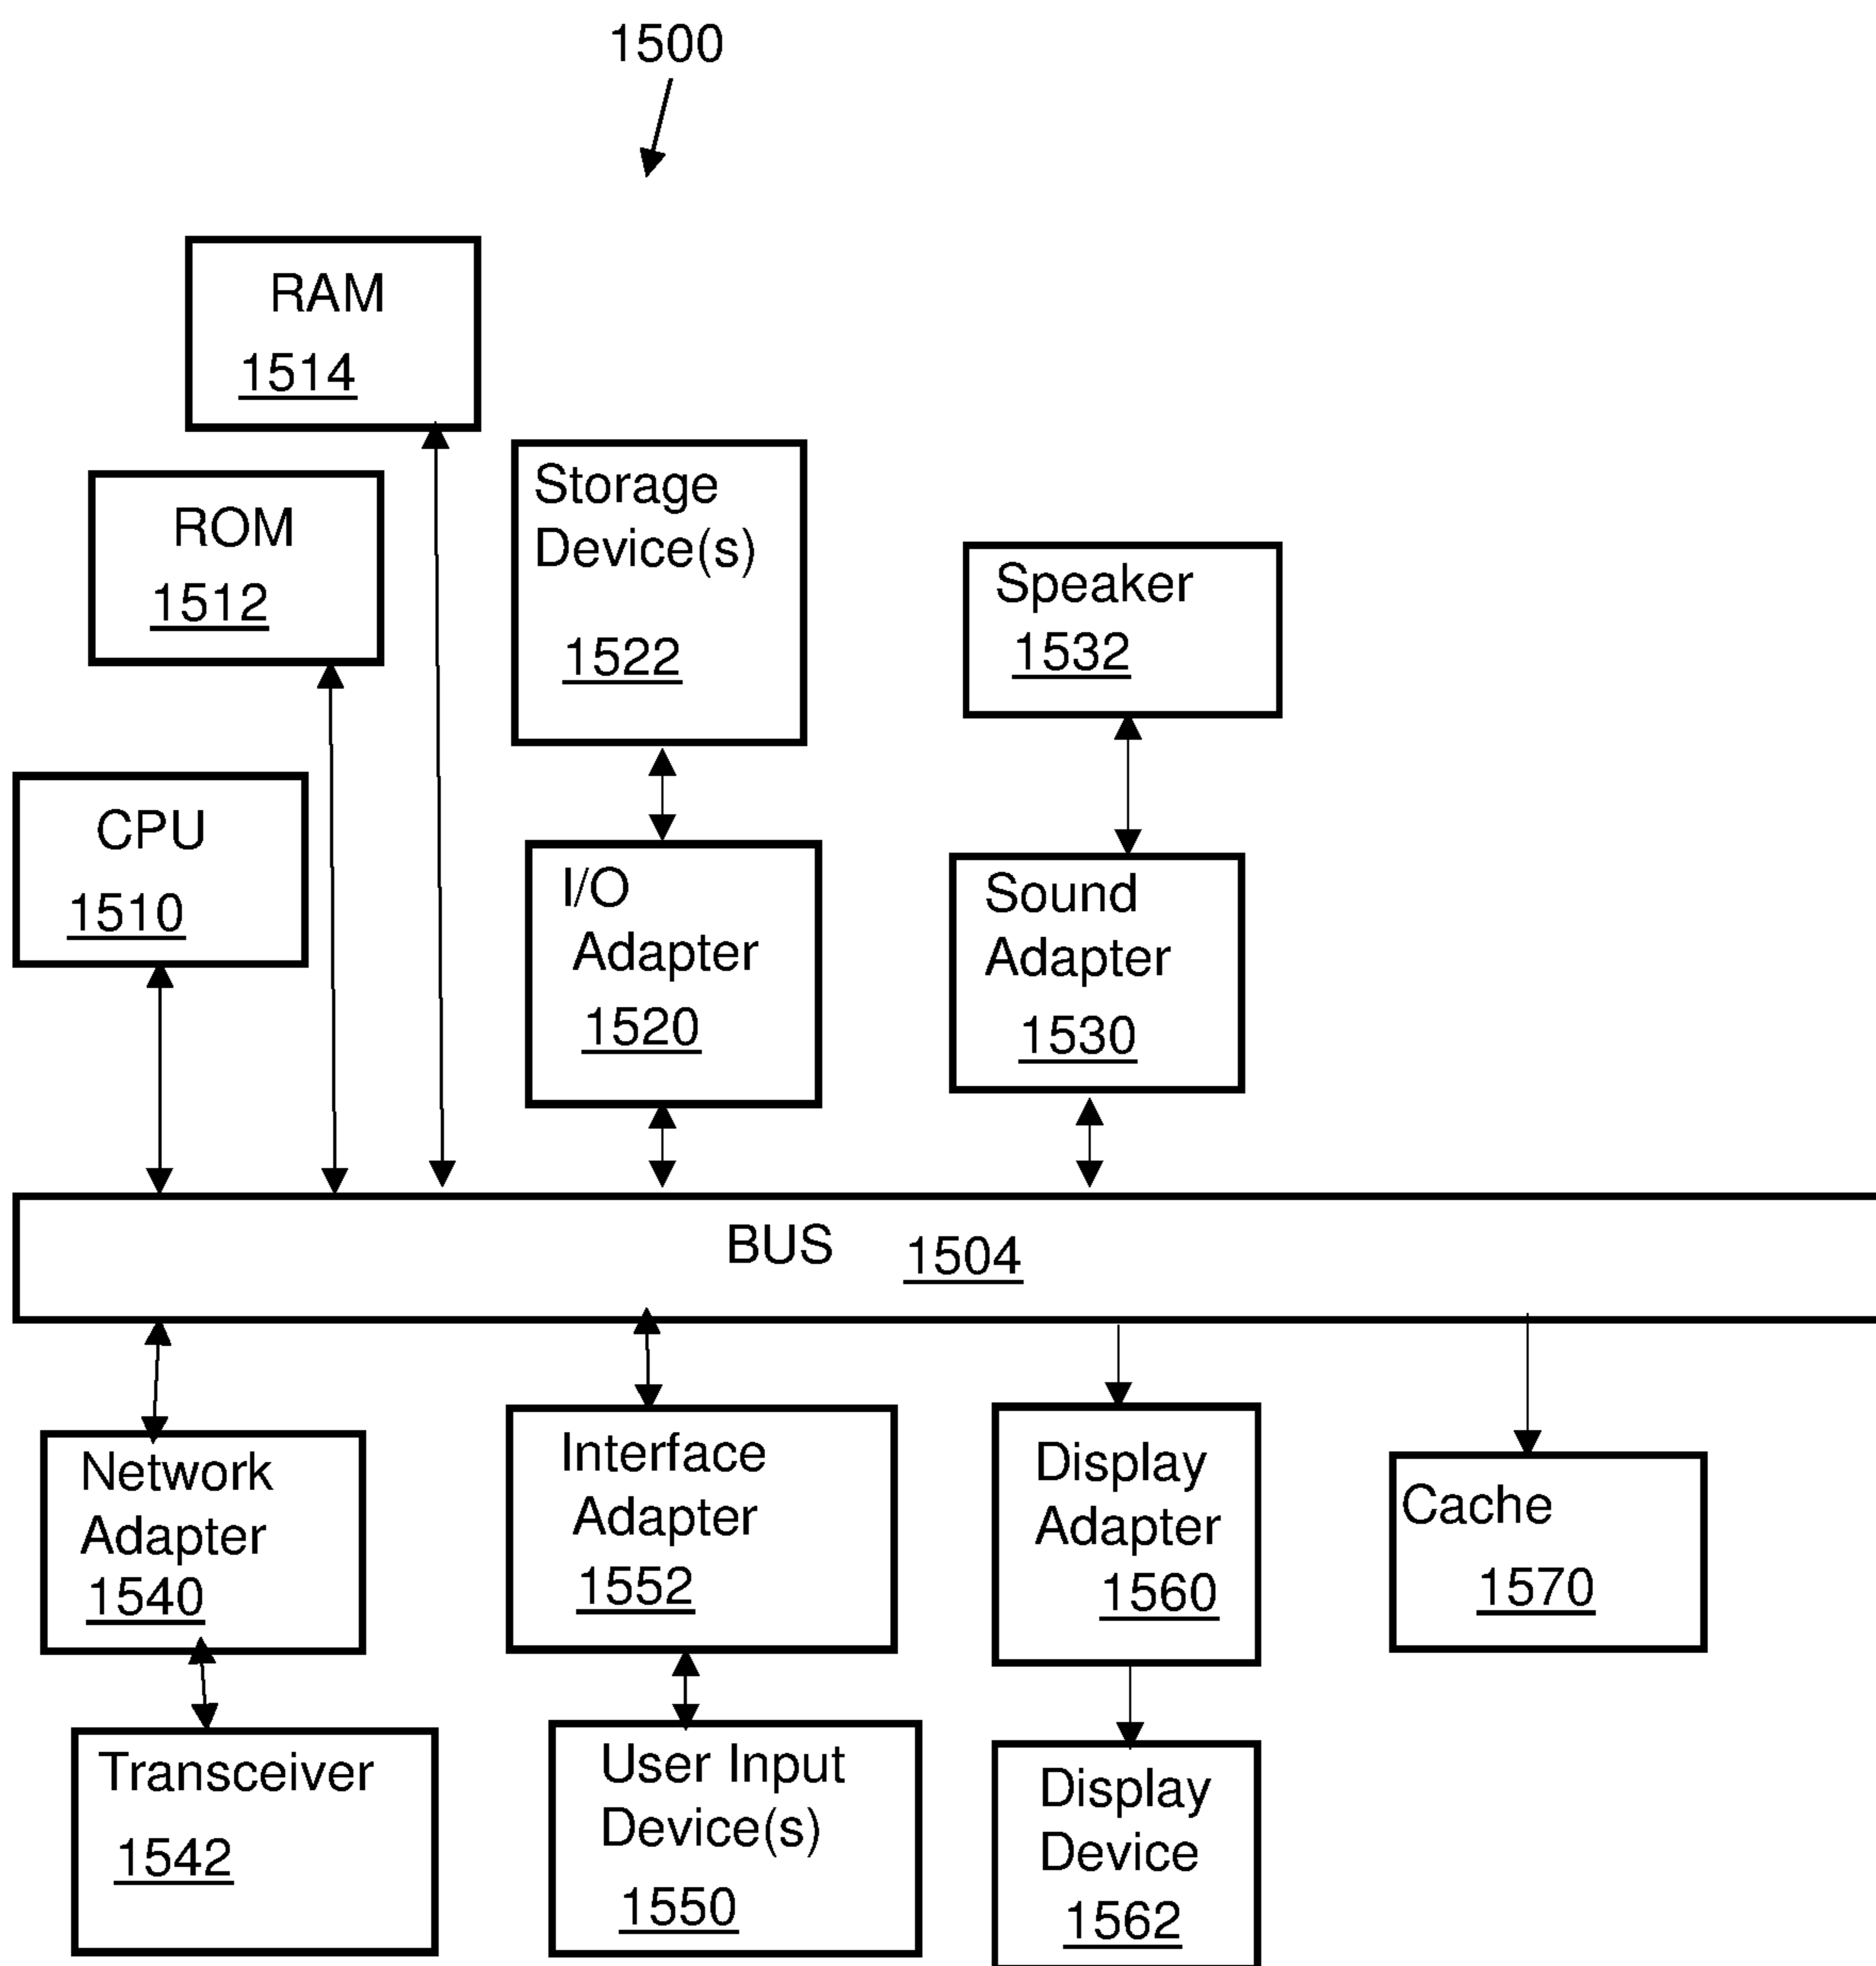 1500
RAM
1514
ROM
1512
CPU
1510
Storage
Device(s)
1522
I/O
Adapter
1520
Speaker
1532
Sound
Adapter
1530
BUS 1504
Network
Adapter
1540
Transceiver
1542
Interface
Adapter
1552
User Input
Device(s)
1550
Display
Adapter
1560
Display
Device
1562
Cache
1570